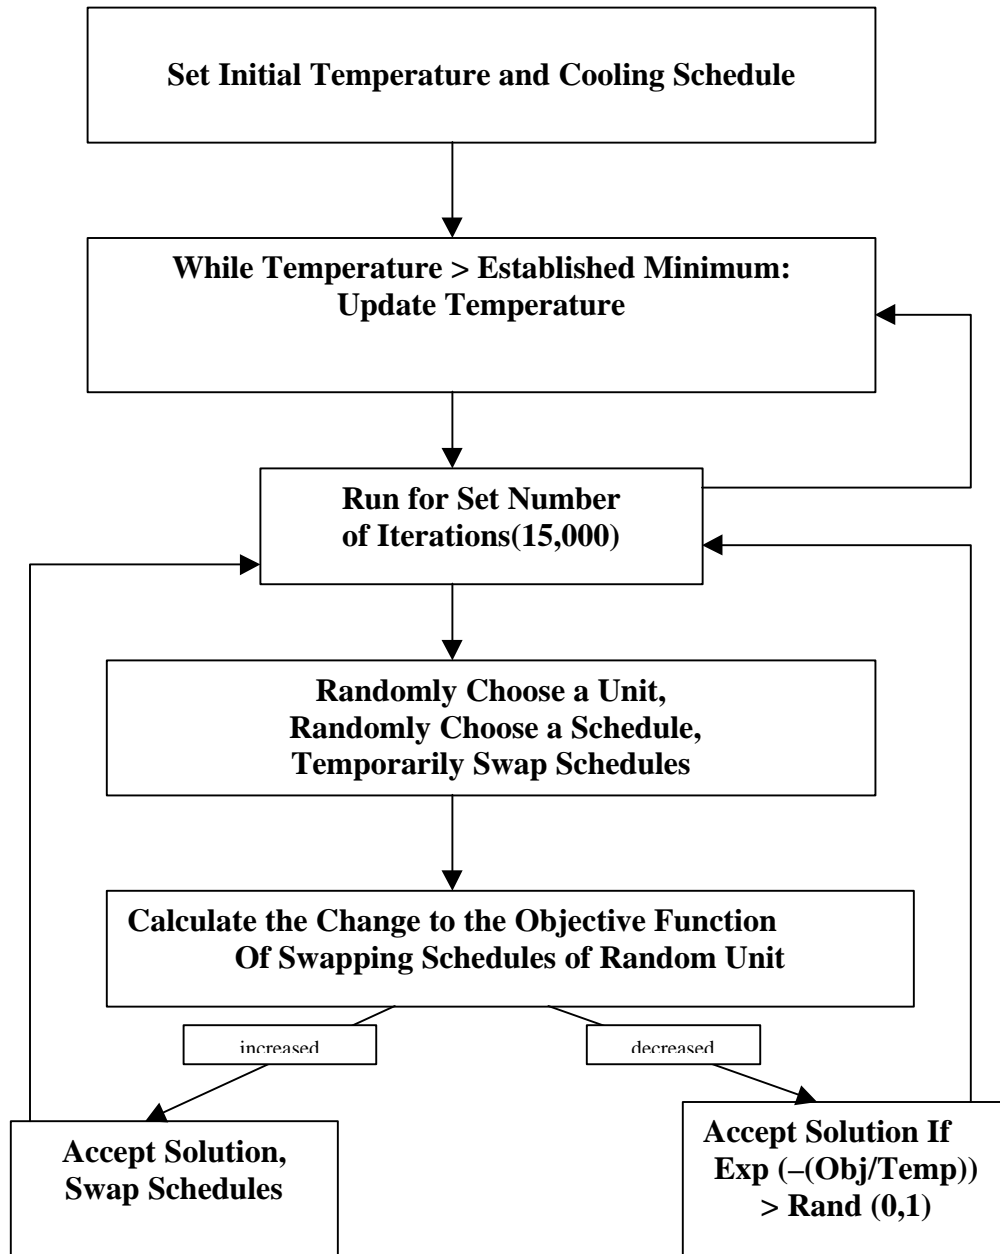 Set Initial Temperature and Cooling Schedule
While Temperature > Established Minimum:
Update Temperature
Run for Set Number
of Iterations(15,000)
Randomly Choose a Unit,
Randomly Choose a Schedule,
Temporarily Swap Schedules
Calculate the Change to the Objective Function
Of Swapping Schedules of Random Unit
increased
decreased
Accept Solution,
Swap Schedules
Accept Solution If
Exp (–(Obj/Temp))
> Rand (0,1)